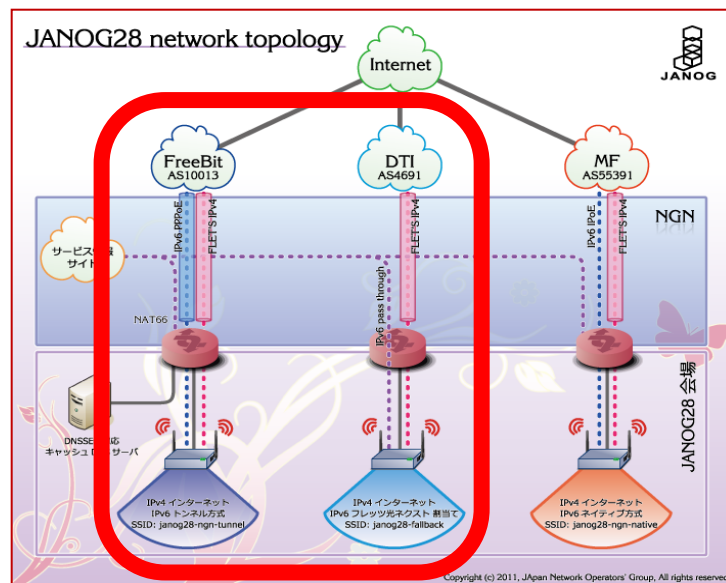 JANOG28 network topology
JANOG
Internet
FreeBit
AS10013
DTI
AS4691
MF
AS55391
NGN
IPv6 PPPoE
FLET'S IPv4
FLET'S IPv4
IPv6 IPoE
FLET'S IPv4
サービス
サイト
NAT66
IPv6 pass through
JANOG28 会場
DNSSE
キャッシュ
IPv4 インターネット
IPv6 トンネル方式
SSID: janog28-ngn-tunnel
IPv4 インターネット
IPv6 フレッツ光ネクスト 割当て
SSID: janog28-fallback
IPv4 インターネット
IPv6 ネイティブ方式
SSID: janog28-ngn-native
Copyright (c) 2011, JApan Network Operators' Group, All rights reserved